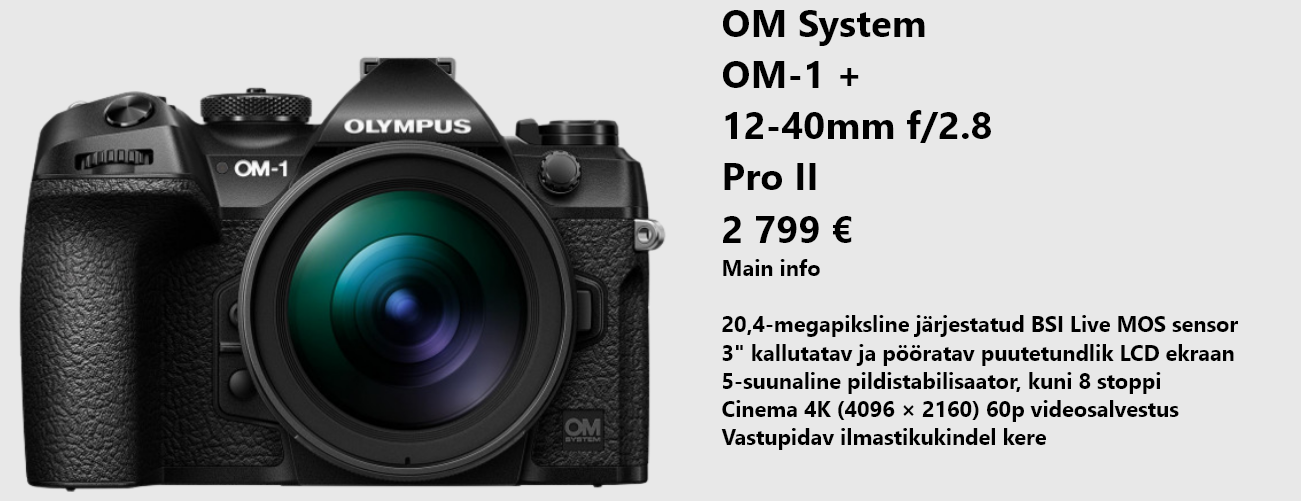 OLYMPUS
OM-1
OM
SYSTEM
OM System
OM-1 +
12-40mm f/2.8
Pro II
2 799 €
Main info
20,4-megapiksline järjestatud BSI Live MOS sensor
3" kallutatav ja pööratav puutetundlik LCD ekraan
5-suunaline pildistabilisaator, kuni 8 stoppi
Cinema 4K (4096 × 2160) 60p videosalvestus
Vastupidav ilmastikukindel kere